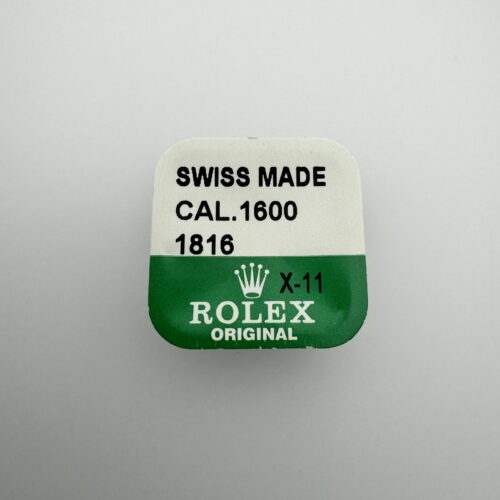 SWISS MADE
CAL.1600
1816
X-11
ROLEX
ORIGINAL